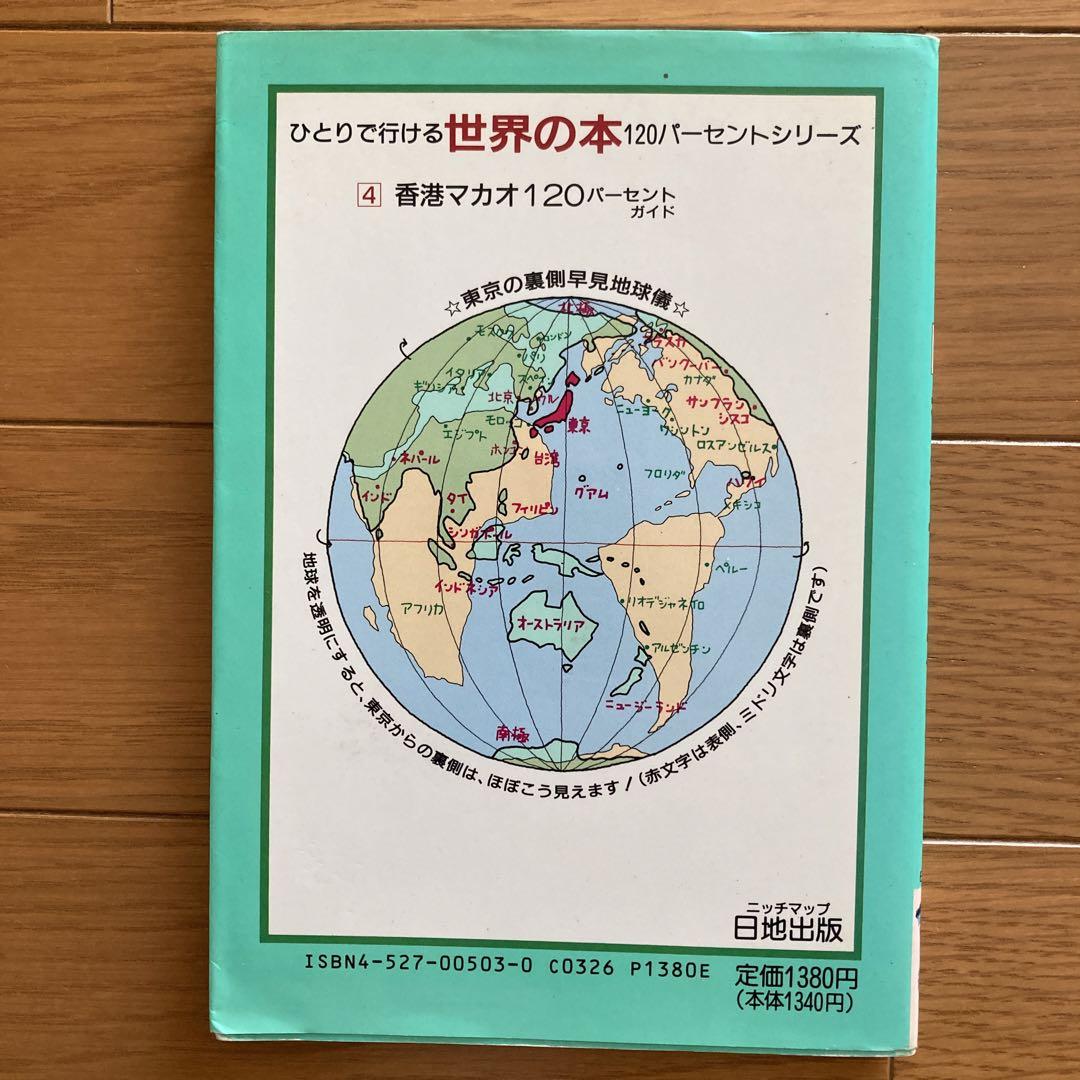 ひとりで行ける世界の本120パーセントシリーズ
4 香港マカオ120パーセント
ガイド
☆東京の裏側早見地球儀☆
北極
モスクワ
ロンドン
パリ
アラスカ
バンクーバー
カナダ
イタリア
スペイン
ギリシア
北京
サンフラン
シスコ
ニューヨーク
ワシントン
モロッコ
東京
エジプト
ロスアンゼルス
ネパール
台湾
フロリダ
ハワイ
インド
タイ
グアム
メキシコ
フィリピン
シンガポール
ペルー
インドネシア
アフリカ
リオデジャネイロ
オーストラリア
アルゼンチン
ニュージーランド
南極
地球を透明にすると、東京からの裏側は、ほぼこう見えます!(赤文字は表側、ミドリ文字は裏側です)
ニッチマップ
日地出版
ISBN4-527-00503-0 C0326 P1380E
定価1380円
(本体1340円)